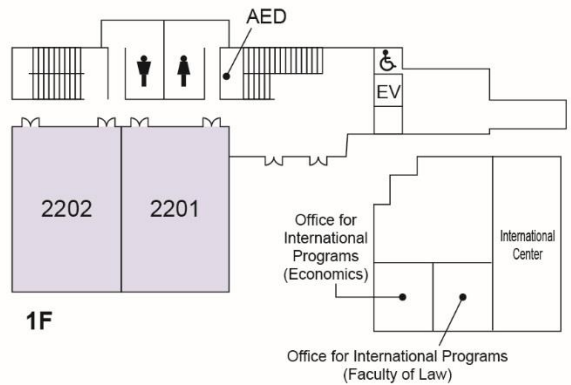 AED
EV
2202
2201
Office for
International
Programs
(Economics)
International
Center
1F
Office for International Programs
(Faculty of Law)